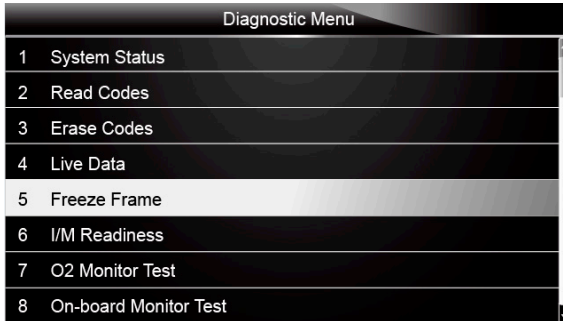 Diagnostic Menu
1 System Status
2 Read Codes
3 Erase Codes
4 Live Data
5 Freeze Frame
6 I/M Readiness
7 O2 Monitor Test
8 On-board Monitor Test